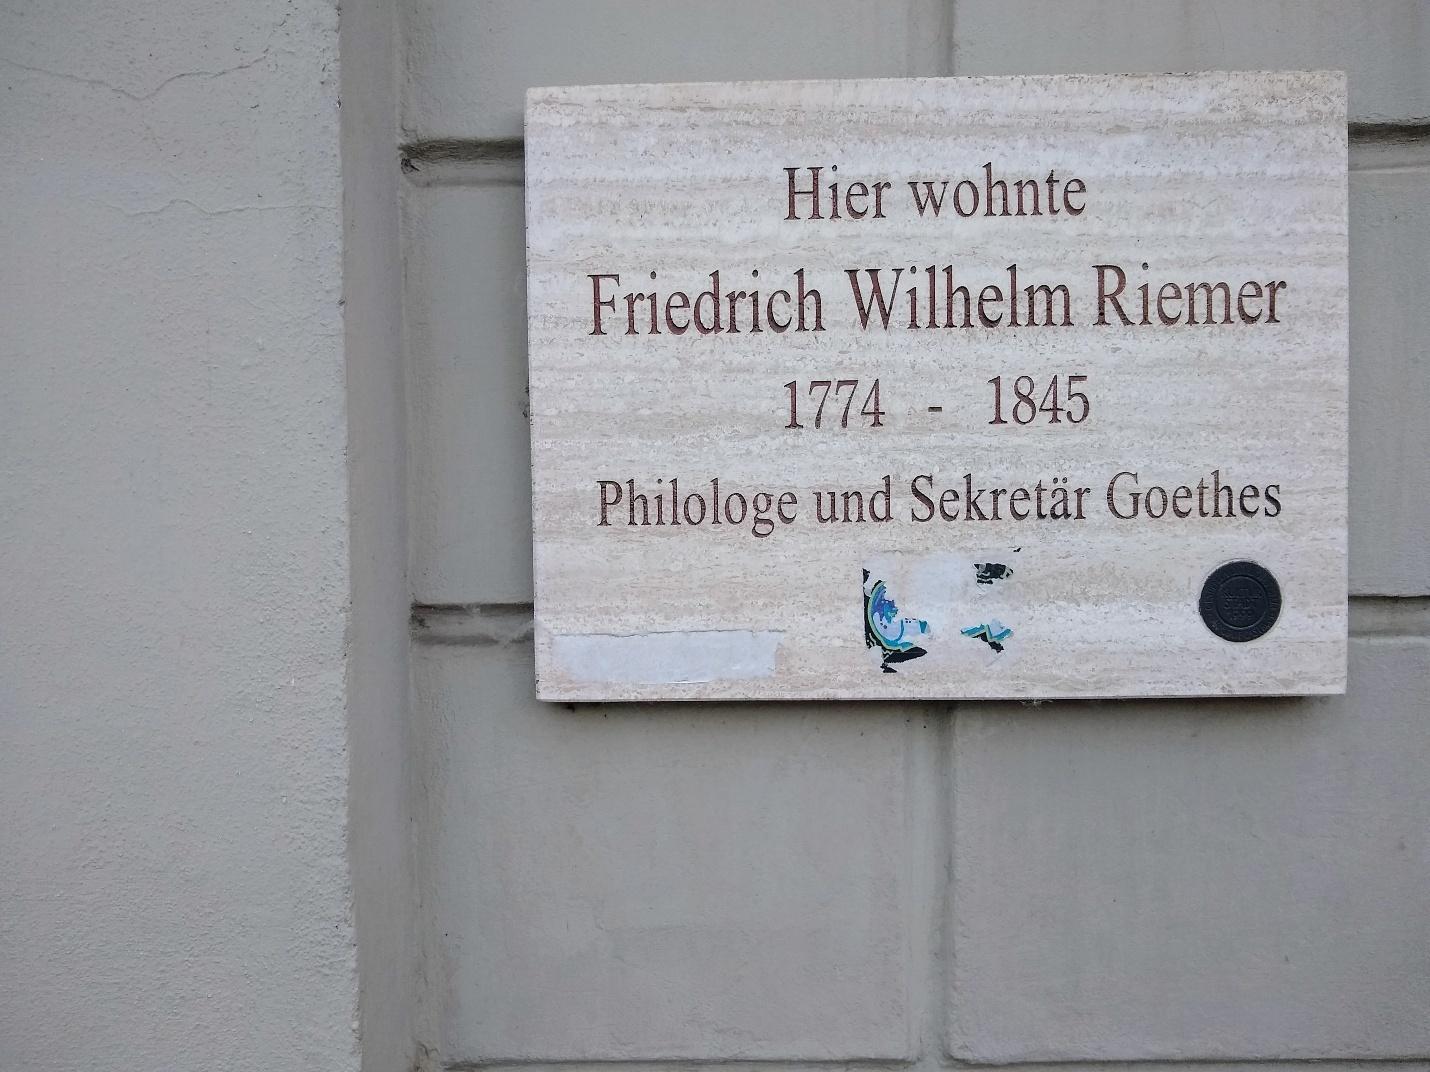 Hier wohnte
Friedrich Wilhelm Riemer
1774 - 1845
Philologe und Sekretär Goethes